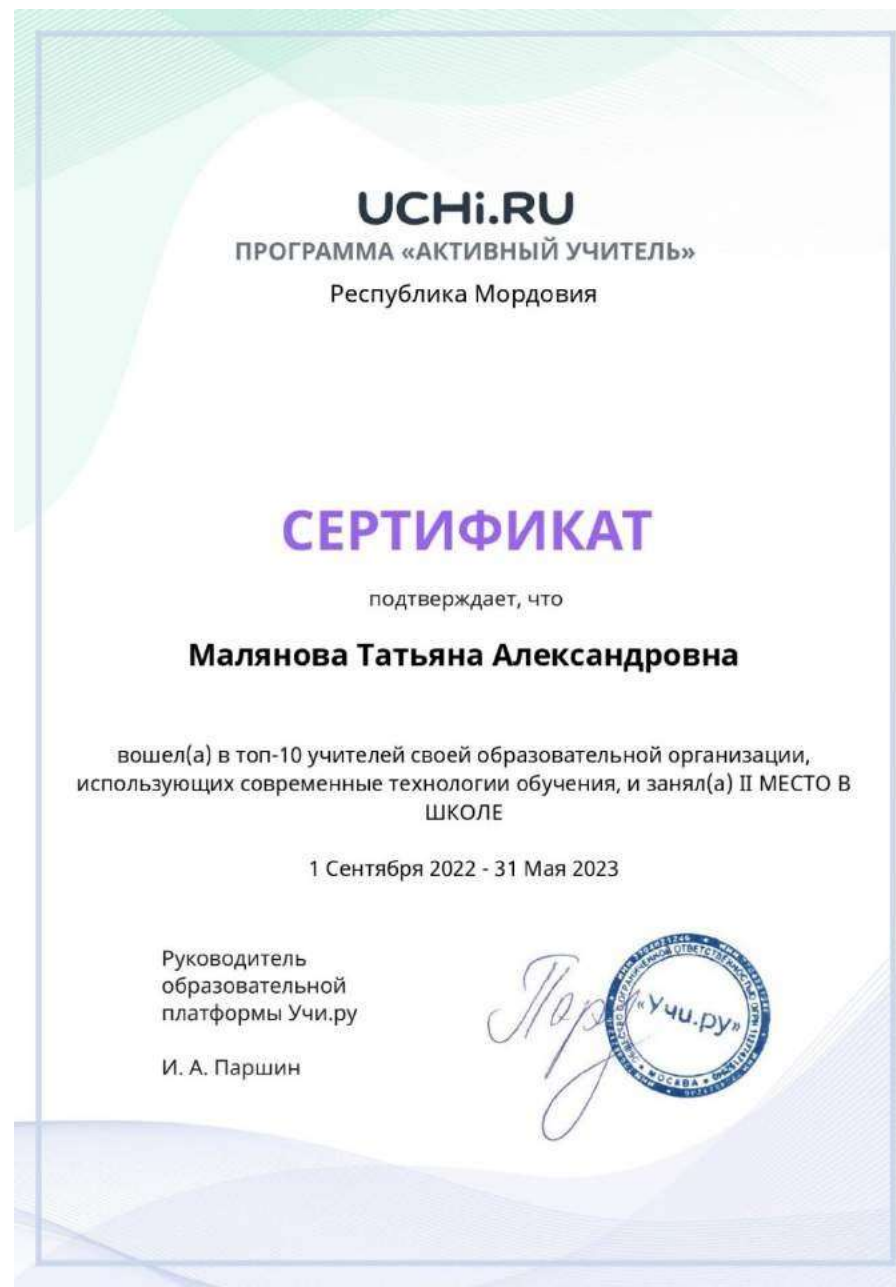 UCHi.RU
ПРОГРАММА «АКТИВНЫЙ УЧИТЕЛЬ»
Республика Мордовия
СЕРТИФИКАТ
подтверждает, что
Малянова Татьяна Александровна
вошел(а) в топ-10 учителей своей образовательной организации,
использующих современные технологии обучения, и занял(а) II МЕСТО В
ШКОЛЕ
1 Сентября 2022 - 31 Мая 2023
Руководитель
образовательной
платформы Учи.ру
И. А. Паршин
«Учи.ру»
МОСКВА